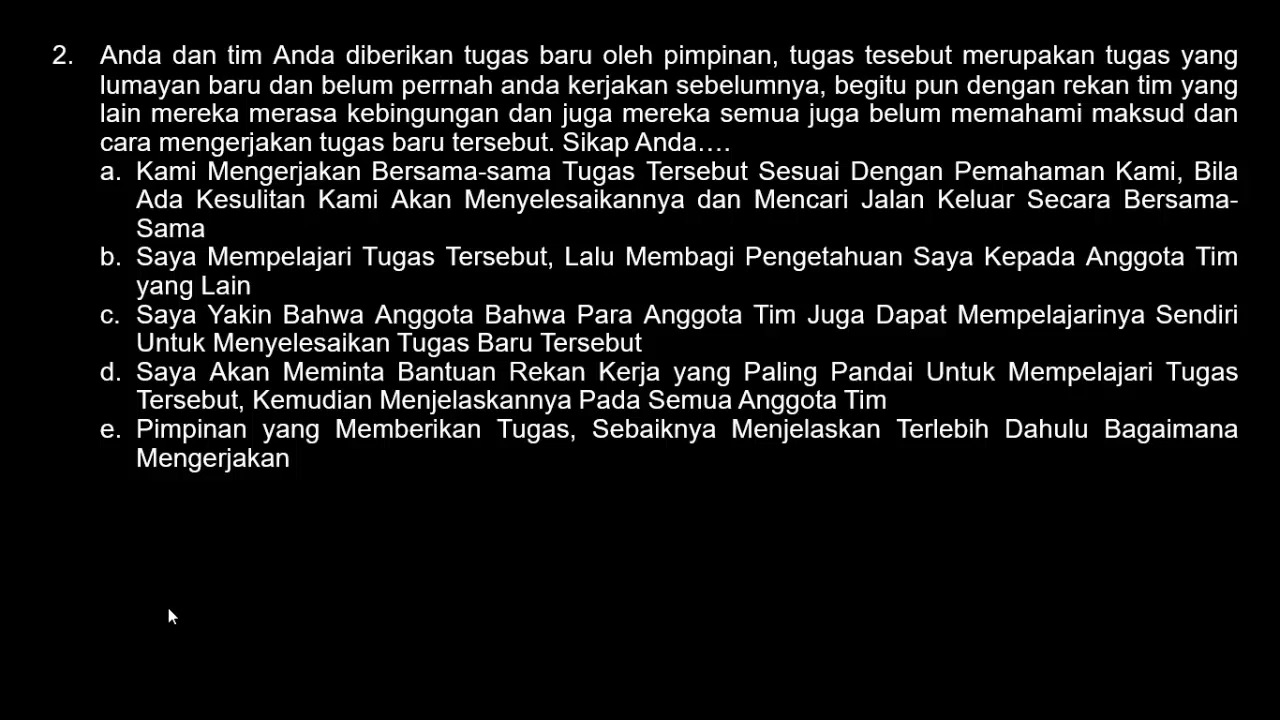 2. Anda dan tim Anda diberikan tugas baru oleh pimpinan, tugas tesebut merupakan tugas yang
lumayan baru dan belum perrnah anda kerjakan sebelumnya, begitu pun dengan rekan tim yang
lain mereka merasa kebingungan dan juga mereka semua juga belum memahami maksud dan
cara mengerjakan tugas baru tersebut. Sikap Anda….
a. Kami Mengerjakan Bersama-sama Tugas Tersebut Sesuai Dengan Pemahaman Kami, Bila
Ada Kesulitan Kami Akan Menyelesaikannya dan Mencari Jalan Keluar Secara Bersama-
Sama
b. Saya Mempelajari Tugas Tersebut, Lalu Membagi Pengetahuan Saya Kepada Anggota Tim
yang Lain
c. Saya Yakin Bahwa Anggota Bahwa Para Anggota Tim Juga Dapat Mempelajarinya Sendiri
Untuk Menyelesaikan Tugas Baru Tersebut
d. Saya Akan Meminta Bantuan Rekan Kerja yang Paling Pandai Untuk Mempelajari Tugas
Tersebut, Kemudian Menjelaskannya Pada Semua Anggota Tim
e. Pimpinan yang Memberikan Tugas, Sebaiknya Menjelaskan Terlebih Dahulu Bagaimana
Mengerjakan